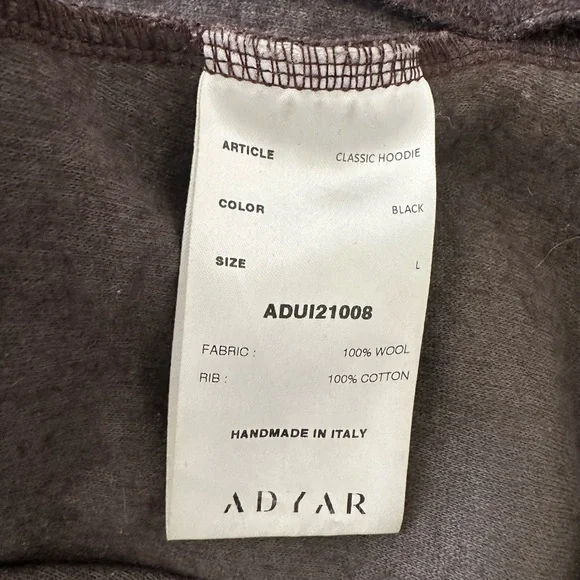 ARTICLE CLASSIC HOODIE
COLOR BLACK
SIZE L
ADUI21008
FABRIC : 100% WOOL
RIB : 100% COTTON
HANDMADE IN ITALY
ADYAR